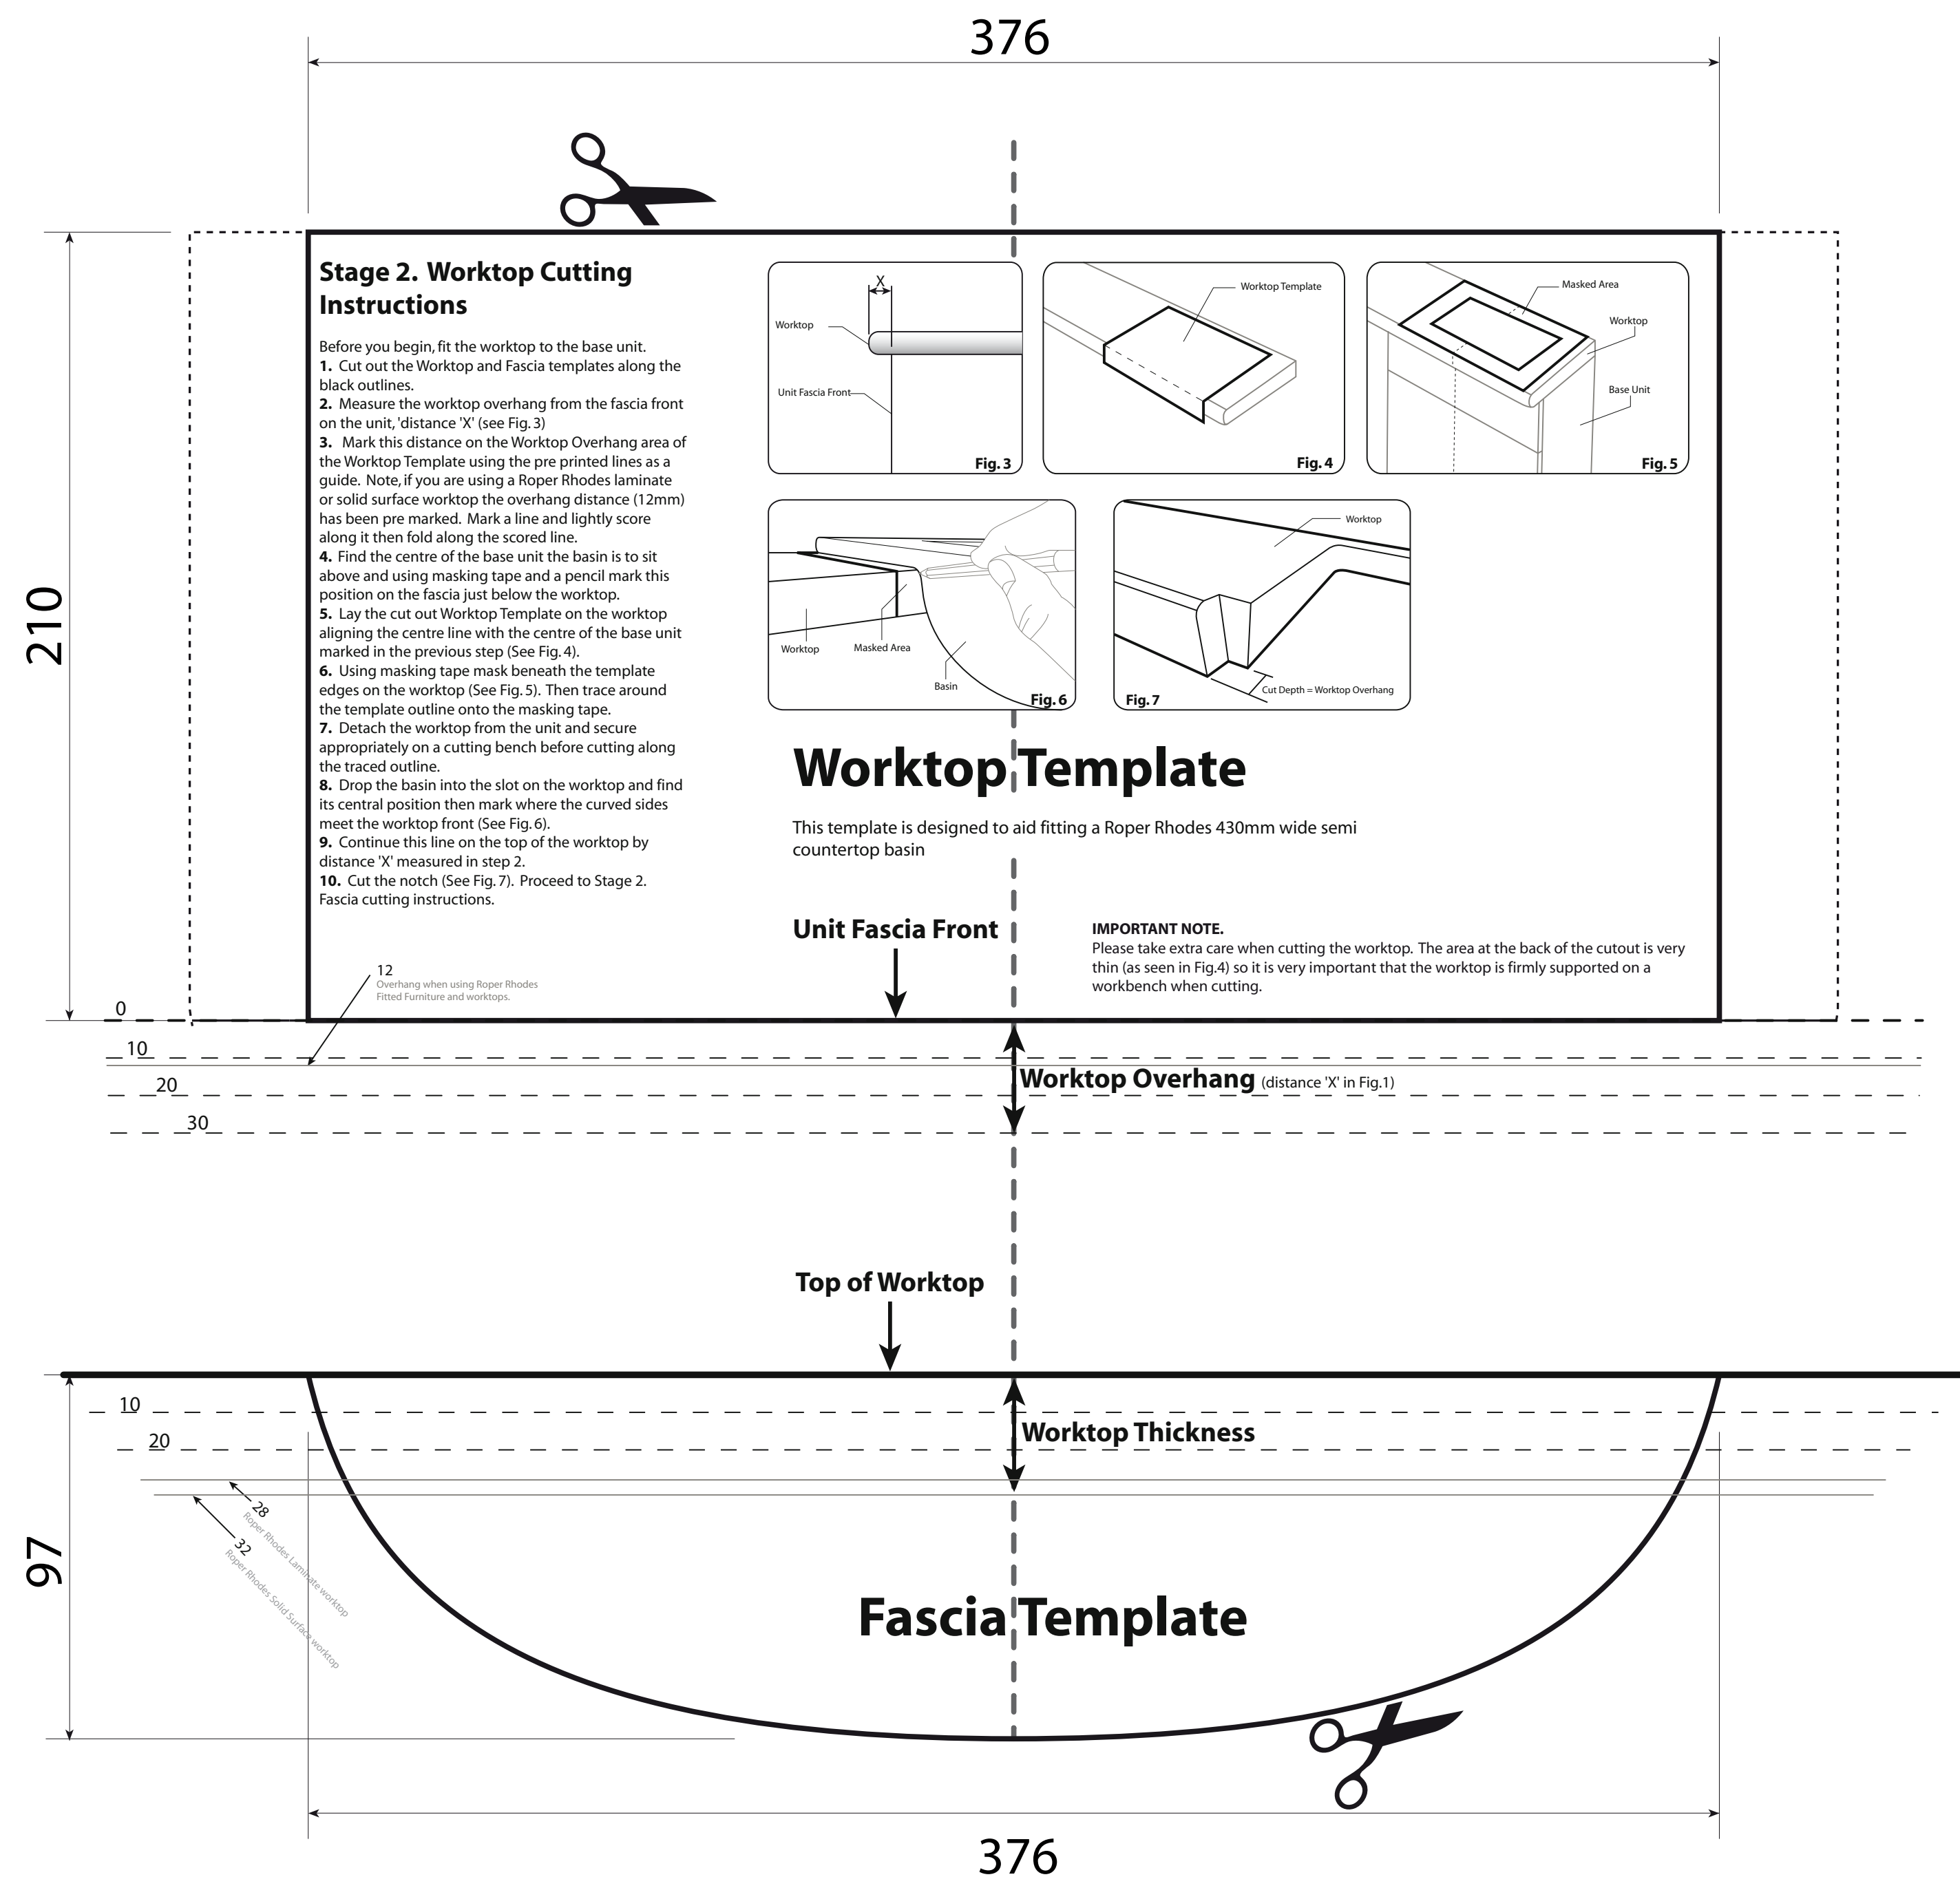 376
Stage 2. Worktop Cutting
Instructions
Before you begin, fit the worktop to the base unit.
1. Cut out the Worktop and Fascia templates along the
black outlines.
2. Measure the worktop overhang from the fascia front
on the unit, 'distance 'X' (see Fig. 3)
3. Mark this distance on the Worktop Overhang area of
the Worktop Template using the pre printed lines as a
guide. Note, if you are using a Roper Rhodes laminate
or solid surface worktop the overhang distance (12mm)
has been pre marked. Mark a line and lightly score
along it then fold along the scored line.
4. Find the centre of the base unit the basin is to sit
above and using masking tape and a pencil mark this
position on the fascia just below the worktop.
5. Lay the cut out Worktop Template on the worktop
aligning the centre line with the centre of the base unit
marked in the previous step (See Fig. 4).
6. Using masking tape mask beneath the template
edges on the worktop (See Fig. 5). Then trace around
the template outline onto the masking tape.
7. Detach the worktop from the unit and secure
appropriately on a cutting bench before cutting along
the traced outline.
8. Drop the basin into the slot on the worktop and find
its central position then mark where the curved sides
meet the worktop front (See Fig. 6).
9. Continue this line on the top of the worktop by
distance 'X' measured in step 2.
10. Cut the notch (See Fig. 7). Proceed to Stage 2.
Fascia cutting instructions.
X
Worktop
Unit Fascia Front
Fig. 3
Worktop Template
Fig. 4
Masked Area
Worktop
Base Unit
Fig. 5
Worktop
Masked Area
Basin
Fig. 6
Worktop
Cut Depth = Worktop Overhang
Fig. 7
210
Worktop Template
This template is designed to aid fitting a Roper Rhodes 430mm wide semi
countertop basin
Unit Fascia Front
IMPORTANT NOTE.
Please take extra care when cutting the worktop. The area at the back of the cutout is very
thin (as seen in Fig.4) so it is very important that the worktop is firmly supported on a
workbench when cutting.
12
Overhang when using Roper Rhodes
Fitted Furniture and worktops.
0
10
20
30
Worktop Overhang (distance 'X' in Fig.1)
Top of Worktop
10
20
Worktop Thickness
28
Roper Rhodes Laminate worktop
32
Roper Rhodes Solid Surface worktop
97
Fascia Template
376